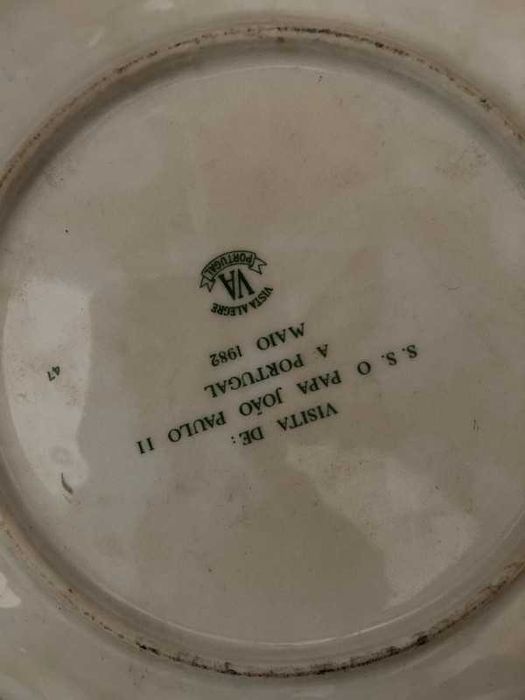 VISITA DE:
S. S. O PAPA JOÃO PAULO II
A PORTUGAL
MAIO 1982
VISTA ALEGRE
VA
PORTUGAL
47